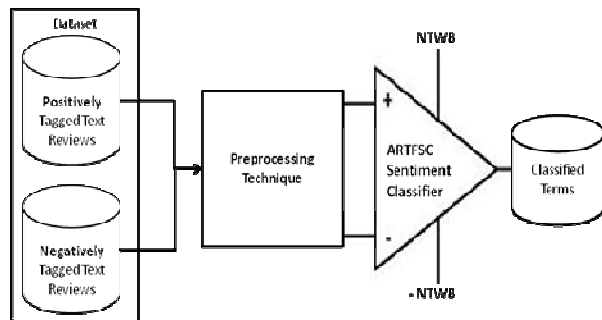 Dataset
Positively
Tagged Text
Reviews
Negatively
Tagged Text
Reviews
Preprocessing
Technique
+
-
NTWB
ARTFSC
Sentiment
Classifier
- NTWB
Classified
Terms